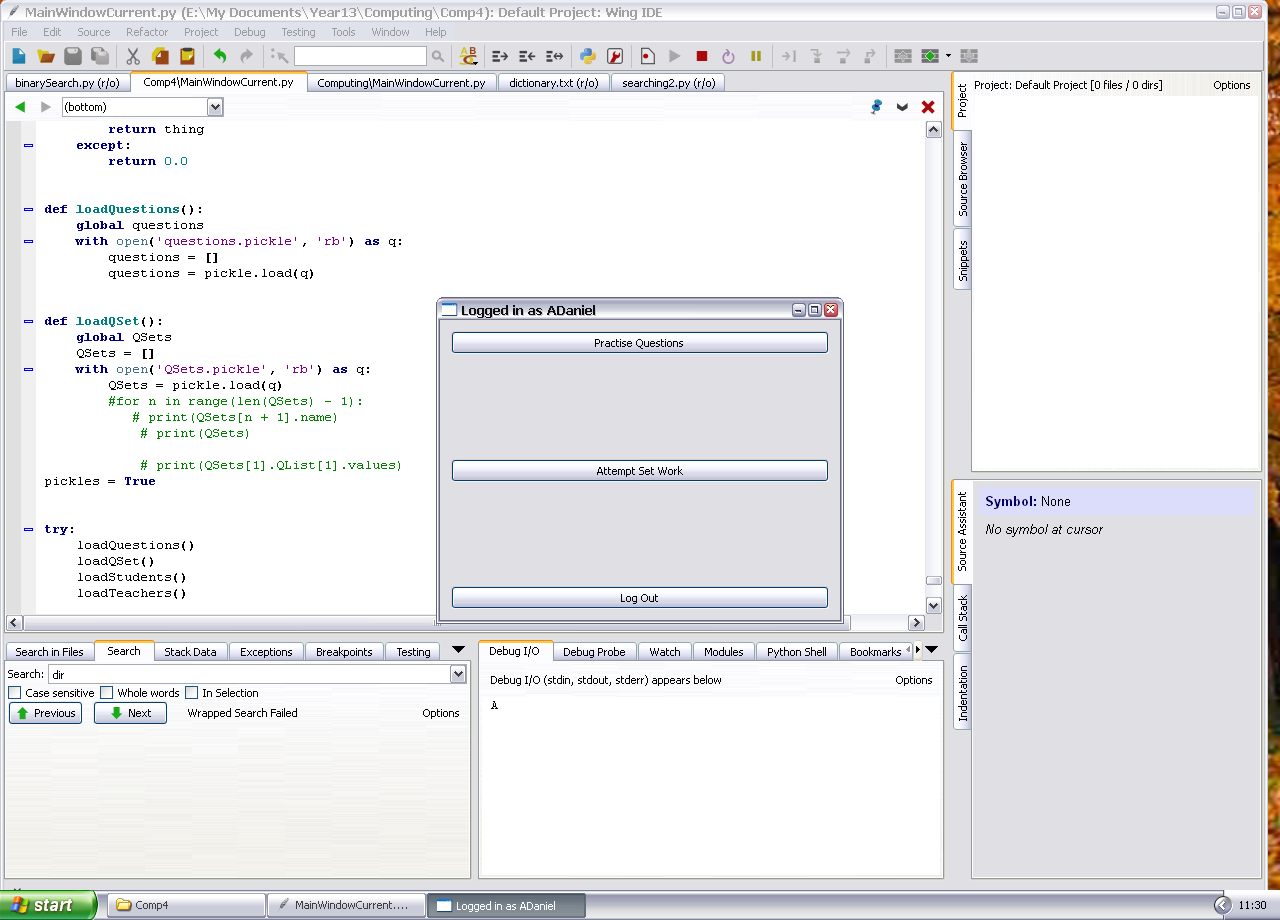 MainWindowCurrent.py (E:\My Documents\Year13\Computing\Comp4): Default Project: Wing IDE
File Edit Source Refactor Project Debug Testing Tools Window Help
binarySearch.py (r/o) Comp4\MainWindowCurrent.py Computing\MainWindowCurrent.py dictionary.txt (r/o) searching2.py (r/o)
(bottom)
return thing
except:
return 0.0
def loadQuestions():
global questions
with open('questions.pickle', 'rb') as q:
questions = []
questions = pickle.load(q)
def loadQSet():
global QSets
QSets = []
with open('QSets.pickle', 'rb') as q:
QSets = pickle.load(q)
#for n in range(len(QSets) - 1):
# print(QSets[n + 1].name)
# print(QSets)
# print(QSets[1].QList[1].values)
pickles = True
try:
loadQuestions()
loadQSet()
loadStudents()
loadTeachers()
Logged in as ADaniel
Practise Questions
Attempt Set Work
Log Out
Project
Source Browser
Snippets
Project: Default Project [0 files / 0 dirs] Options
Source Assistant
Call Stack
Indentation
Symbol: None
No symbol at cursor
Search in Files Search Stack Data Exceptions Breakpoints Testing
Search: dir
Case sensitive Whole words In Selection
Previous Next Wrapped Search Failed Options
Debug I/O Debug Probe Watch Modules Python Shell Bookmarks
Debug I/O (stdin, stdout, stderr) appears below Options
A
start Comp4 MainWindowCurrent.... Logged in as ADaniel 11:30